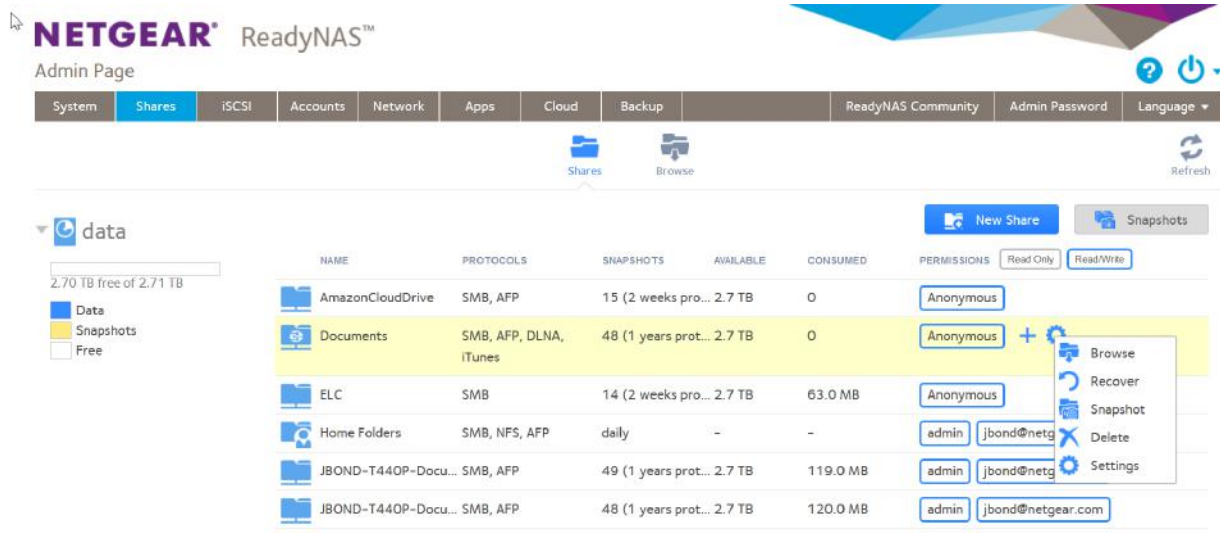 NETGEAR® ReadyNAS™
Admin Page
System Shares iSCSI Accounts Network Apps Cloud Backup ReadyNAS Community Admin Password Language
Shares Browse Refresh
data
New Share Snapshots
2.70 TB free of 2.71 TB
Data
Snapshots
Free
NAME PROTOCOLS SNAPSHOTS AVAILABLE CONSUMED PERMISSIONS Read Only Read/Write
AmazonCloudDrive SMB, AFP 15 (2 weeks pro... 2.7 TB 0 Anonymous
Documents SMB, AFP, DLNA, 48 (1 years prot... 2.7 TB 0 Anonymous
iTunes
ELC SMB 14 (2 weeks pro... 2.7 TB 63.0 MB Anonymous
Home Folders SMB, NFS, AFP daily – – admin jbond@netg
JBOND-T440P-Docu... SMB, AFP 49 (1 years prot... 2.7 TB 119.0 MB admin jbond@netg
JBOND-T440P-Docu... SMB, AFP 48 (1 years prot... 2.7 TB 120.0 MB admin jbond@netgear.com
Browse
Recover
Snapshot
Delete
Settings